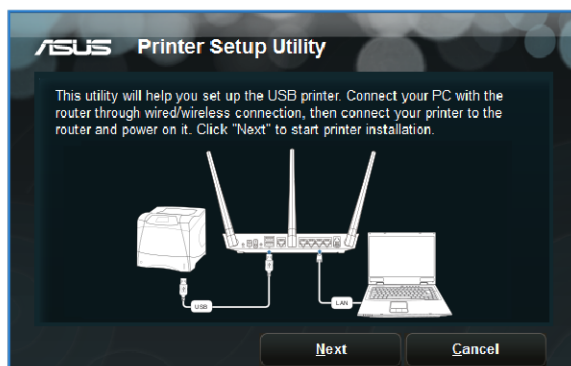 ASUS Printer Setup Utility
This utility will help you set up the USB printer. Connect your PC with the
router through wired/wireless connection, then connect your printer to the
router and power on it. Click "Next" to start printer installation.
USB
LAN
Next
Cancel